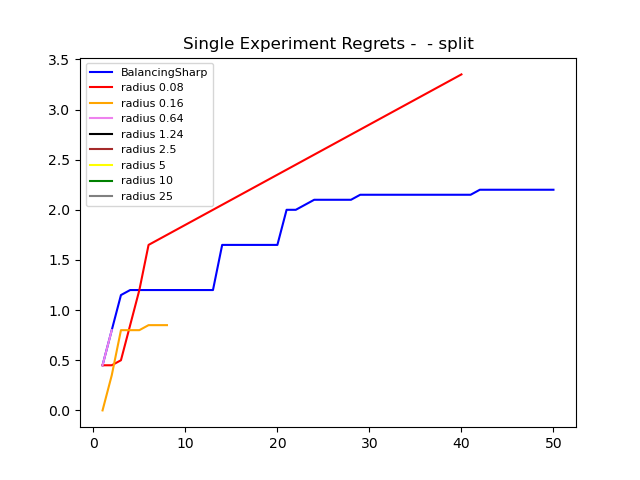 Single Experiment Regrets -  - split
BalancingSharp
radius 0.08
radius 0.16
radius 0.64
radius 1.24
radius 2.5
radius 5
radius 10
radius 25
3.5
3.0
2.5
2.0
1.5
1.0
0.5
0.0
0 10 20 30 40 50